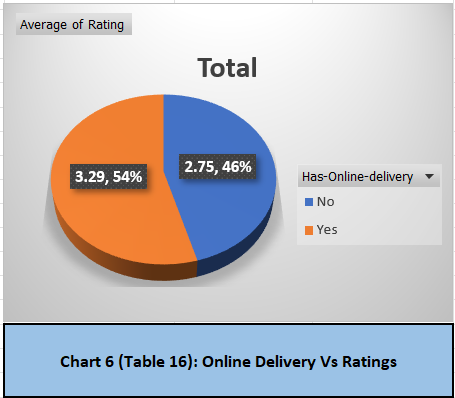 Average of Rating
Total
3.29, 54%
2.75, 46%
Has-Online-delivery
No
Yes
Chart 6 (Table 16): Online Delivery Vs Ratings